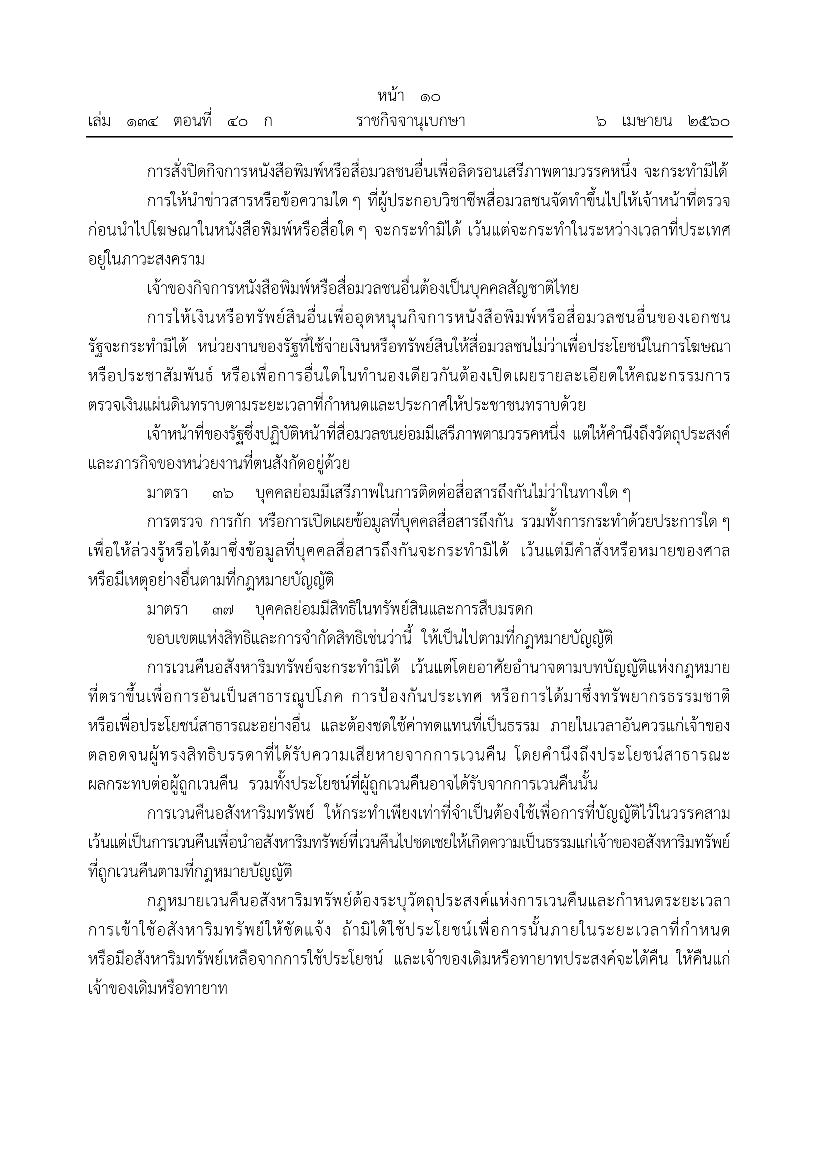 หน้า ๑๐
เล่ม ๑๓๔ ตอนที่ ๔๐ ก ราชกิจจานุเบกษา ๖ เมษายน ๒๕๖๐
การสั่งปิดกิจการหนังสือพิมพ์หรือสื่อมวลชนอื่นเพื่อลิดรอนเสรีภาพตามวรรคหนึ่ง จะกระทำมิได้
การให้นำข่าวสารหรือข้อความใด ๆ ที่ผู้ประกอบวิชาชีพสื่อมวลชนจัดทำขึ้นไปให้เจ้าหน้าที่ตรวจ
ก่อนนำไปโฆษณาในหนังสือพิมพ์หรือสื่อใด ๆ จะกระทำมิได้ เว้นแต่จะกระทำในระหว่างเวลาที่ประเทศ
อยู่ในภาวะสงคราม
เจ้าของกิจการหนังสือพิมพ์หรือสื่อมวลชนอื่นต้องเป็นบุคคลสัญชาติไทย
การให้เงินหรือทรัพย์สินอื่นเพื่ออุดหนุนกิจการหนังสือพิมพ์หรือสื่อมวลชนอื่นของเอกชน
รัฐจะกระทำมิได้ หน่วยงานของรัฐที่ใช้จ่ายเงินหรือทรัพย์สินให้สื่อมวลชนไม่ว่าเพื่อประโยชน์ในการโฆษณา
หรือประชาสัมพันธ์ หรือเพื่อการอื่นใดในทำนองเดียวกันต้องเปิดเผยรายละเอียดให้คณะกรรมการ
ตรวจเงินแผ่นดินทราบตามระยะเวลาที่กำหนดและประกาศให้ประชาชนทราบด้วย
เจ้าหน้าที่ของรัฐซึ่งปฏิบัติหน้าที่สื่อมวลชนย่อมมีเสรีภาพตามวรรคหนึ่ง แต่ให้คำนึงถึงวัตถุประสงค์
และภารกิจของหน่วยงานที่ตนสังกัดอยู่ด้วย
มาตรา ๓๖ บุคคลย่อมมีเสรีภาพในการติดต่อสื่อสารถึงกันไม่ว่าในทางใด ๆ
การตรวจ การกัก หรือการเปิดเผยข้อมูลที่บุคคลสื่อสารถึงกัน รวมทั้งการกระทำด้วยประการใด ๆ
เพื่อให้ล่วงรู้หรือได้มาซึ่งข้อมูลที่บุคคลสื่อสารถึงกันจะกระทำมิได้ เว้นแต่มีคำสั่งหรือหมายของศาล
หรือมีเหตุอย่างอื่นตามที่กฎหมายบัญญัติ
มาตรา ๓๗ บุคคลย่อมมีสิทธิในทรัพย์สินและการสืบมรดก
ขอบเขตแห่งสิทธิและการจำกัดสิทธิเช่นว่านี้ ให้เป็นไปตามที่กฎหมายบัญญัติ
การเวนคืนอสังหาริมทรัพย์จะกระทำมิได้ เว้นแต่โดยอาศัยอำนาจตามบทบัญญัติแห่งกฎหมาย
ที่ตราขึ้นเพื่อการอันเป็นสาธารณูปโภค การป้องกันประเทศ หรือการได้มาซึ่งทรัพยากรธรรมชาติ
หรือเพื่อประโยชน์สาธารณะอย่างอื่น และต้องชดใช้ค่าทดแทนที่เป็นธรรม ภายในเวลาอันควรแก่เจ้าของ
ตลอดจนผู้ทรงสิทธิบรรดาที่ได้รับความเสียหายจากการเวนคืน โดยคำนึงถึงประโยชน์สาธารณะ
ผลกระทบต่อผู้ถูกเวนคืน รวมทั้งประโยชน์ที่ผู้ถูกเวนคืนอาจได้รับจากการเวนคืนนั้น
การเวนคืนอสังหาริมทรัพย์ ให้กระทำเพียงเท่าที่จำเป็นต้องใช้เพื่อการที่บัญญัติไว้ในวรรคสาม
เว้นแต่เป็นการเวนคืนเพื่อนำอสังหาริมทรัพย์ที่เวนคืนไปชดเชยให้เกิดความเป็นธรรมแก่เจ้าของอสังหาริมทรัพย์
ที่ถูกเวนคืนตามที่กฎหมายบัญญัติ
กฎหมายเวนคืนอสังหาริมทรัพย์ต้องระบุวัตถุประสงค์แห่งการเวนคืนและกำหนดระยะเวลา
การเข้าใช้อสังหาริมทรัพย์ให้ชัดแจ้ง ถ้ามิได้ใช้ประโยชน์เพื่อการนั้นภายในระยะเวลาที่กำหนด
หรือมีอสังหาริมทรัพย์เหลือจากการใช้ประโยชน์ และเจ้าของเดิมหรือทายาทประสงค์จะได้คืน ให้คืนแก่
เจ้าของเดิมหรือทายาท